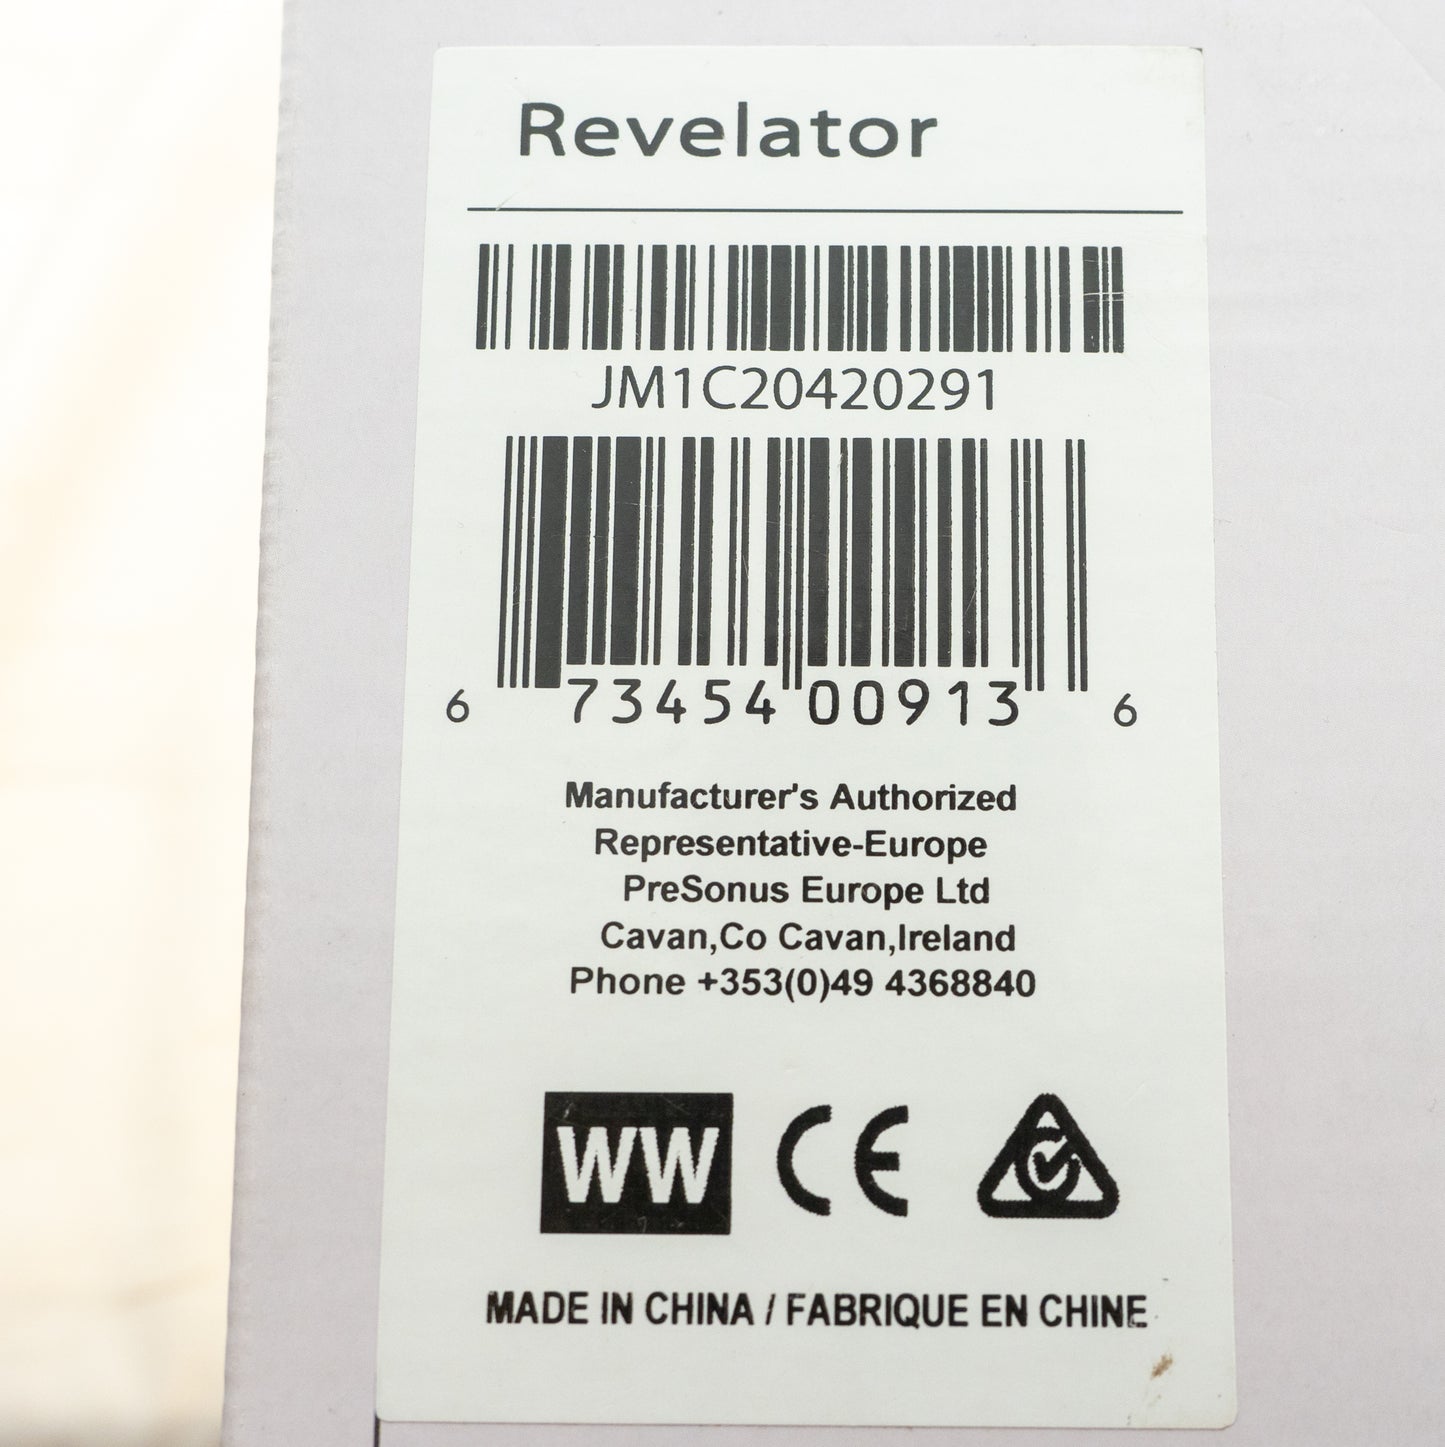 Revelator
JM1C20420291
6 73454 00913 6
Manufacturer's Authorized
Representative-Europe
PreSonus Europe Ltd
Cavan,Co Cavan,Ireland
Phone +353(0)49 4368840
WW CE
MADE IN CHINA / FABRIQUE EN CHINE